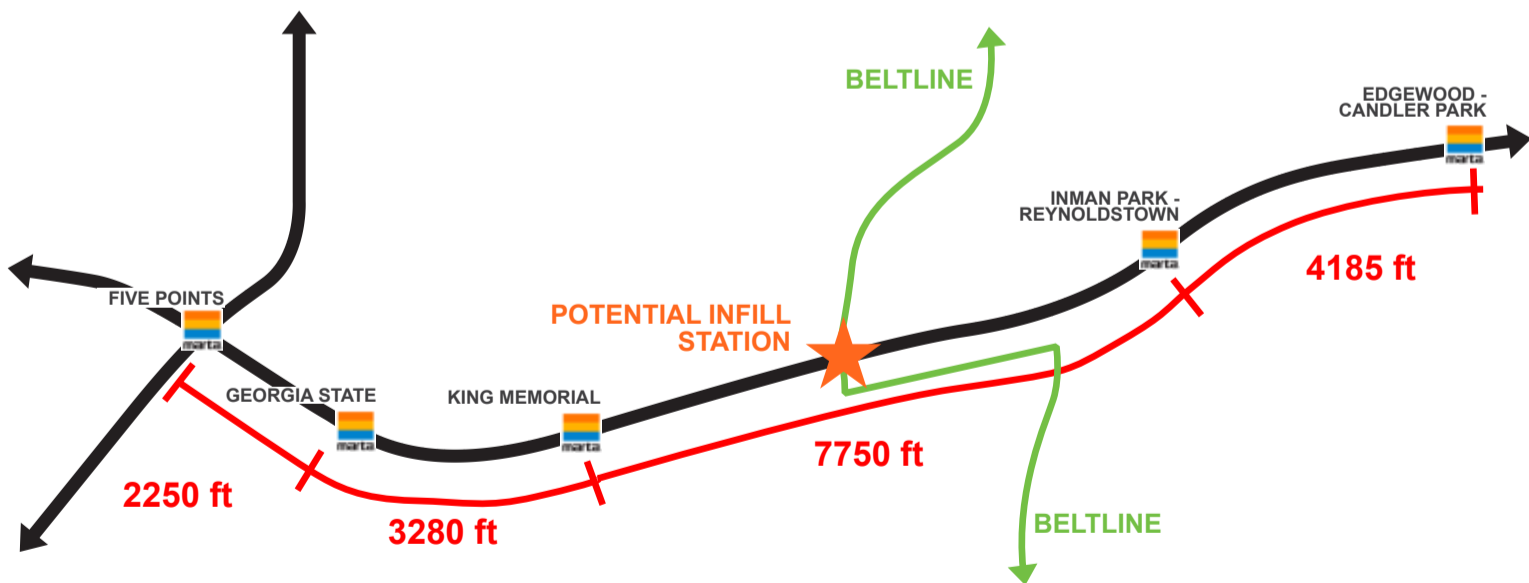 BELTLINE
EDGEWOOD -
CANDLER PARK
marta
INMAN PARK -
REYNOLDSTOWN
marta
4185 ft
FIVE POINTS
marta
POTENTIAL INFILL
STATION
GEORGIA STATE
marta
KING MEMORIAL
marta
7750 ft
2250 ft
3280 ft
BELTLINE